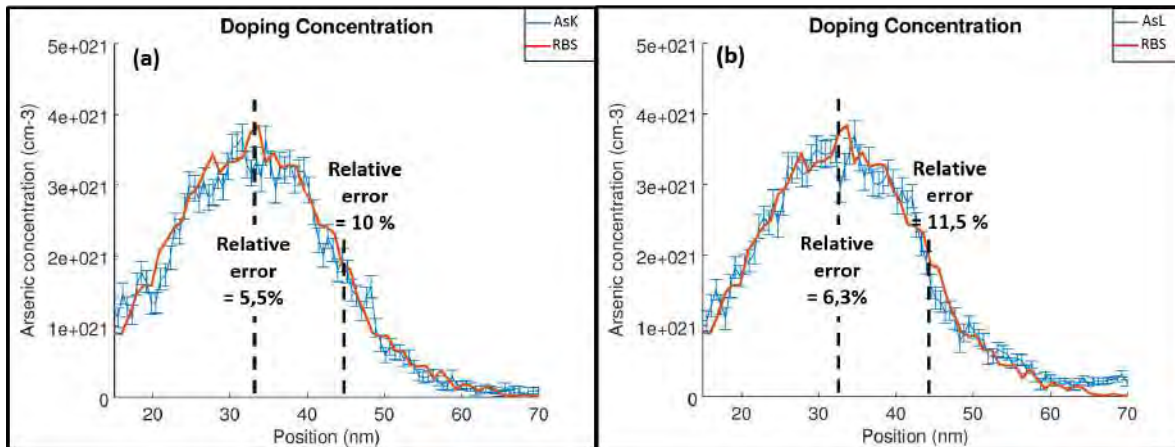 Doping Concentration
AsK
RBS
(a)
5e+021
4e+021
3e+021
2e+021
1e+021
0
Arsenic concentration (cm-3)
Relative
error
= 10 %
Relative
error
= 5,5%
20
30
40
50
60
70
Position (nm)
Doping Concentration
AsL
RBS
(b)
5e+021
4e+021
3e+021
2e+021
1e+021
0
Arsenic concentration (cm-3)
Relative
error
= 11,5 %
Relative
error
= 6,3%
20
30
40
50
60
70
Position (nm)